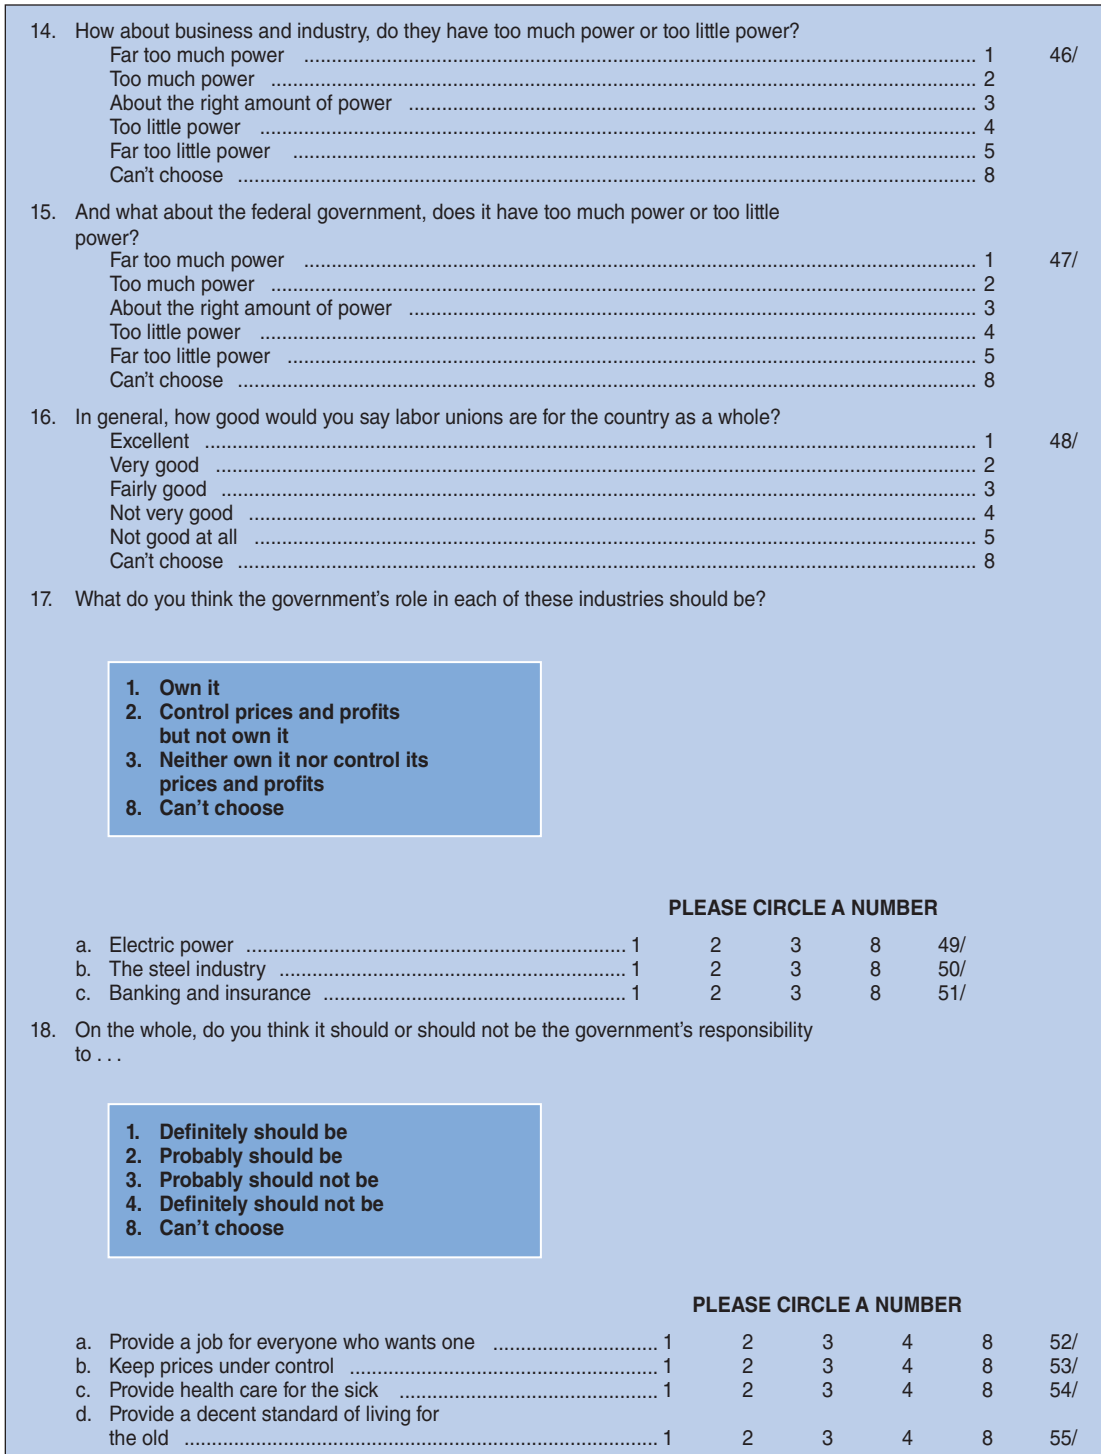 14. How about business and industry, do they have too much power or too little power?
Far too much power ........ 1 46/
Too much power ........ 2
About the right amount of power ........ 3
Too little power ........ 4
Far too little power ........ 5
Can't choose ........ 8
15. And what about the federal government, does it have too much power or too little
power?
Far too much power ........ 1 47/
Too much power ........ 2
About the right amount of power ........ 3
Too little power ........ 4
Far too little power ........ 5
Can't choose ........ 8
16. In general, how good would you say labor unions are for the country as a whole?
Excellent ........ 1 48/
Very good ........ 2
Fairly good ........ 3
Not very good ........ 4
Not good at all ........ 5
Can't choose ........ 8
17. What do you think the government's role in each of these industries should be?
1. Own it
2. Control prices and profits
but not own it
3. Neither own it nor control its
prices and profits
8. Can't choose
PLEASE CIRCLE A NUMBER
a. Electric power ........ 1 2 3 8 49/
b. The steel industry ........ 1 2 3 8 50/
c. Banking and insurance ........ 1 2 3 8 51/
18. On the whole, do you think it should or should not be the government's responsibility
to . . .
1. Definitely should be
2. Probably should be
3. Probably should not be
4. Definitely should not be
8. Can't choose
PLEASE CIRCLE A NUMBER
a. Provide a job for everyone who wants one ........ 1 2 3 4 8 52/
b. Keep prices under control ........ 1 2 3 4 8 53/
c. Provide health care for the sick ........ 1 2 3 4 8 54/
d. Provide a decent standard of living for
the old ........ 1 2 3 4 8 55/